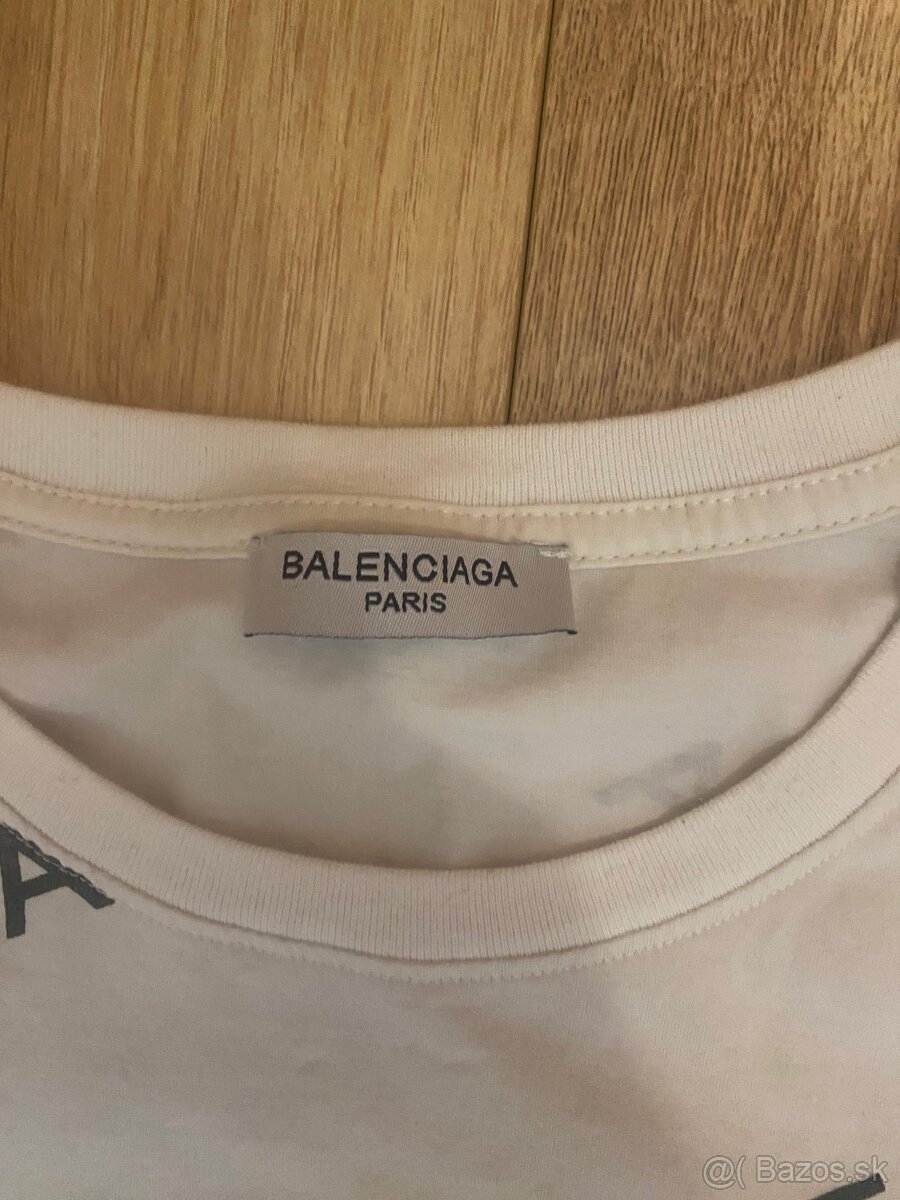 BALENCIAGA
PARIS
A
@( Bazos.sk